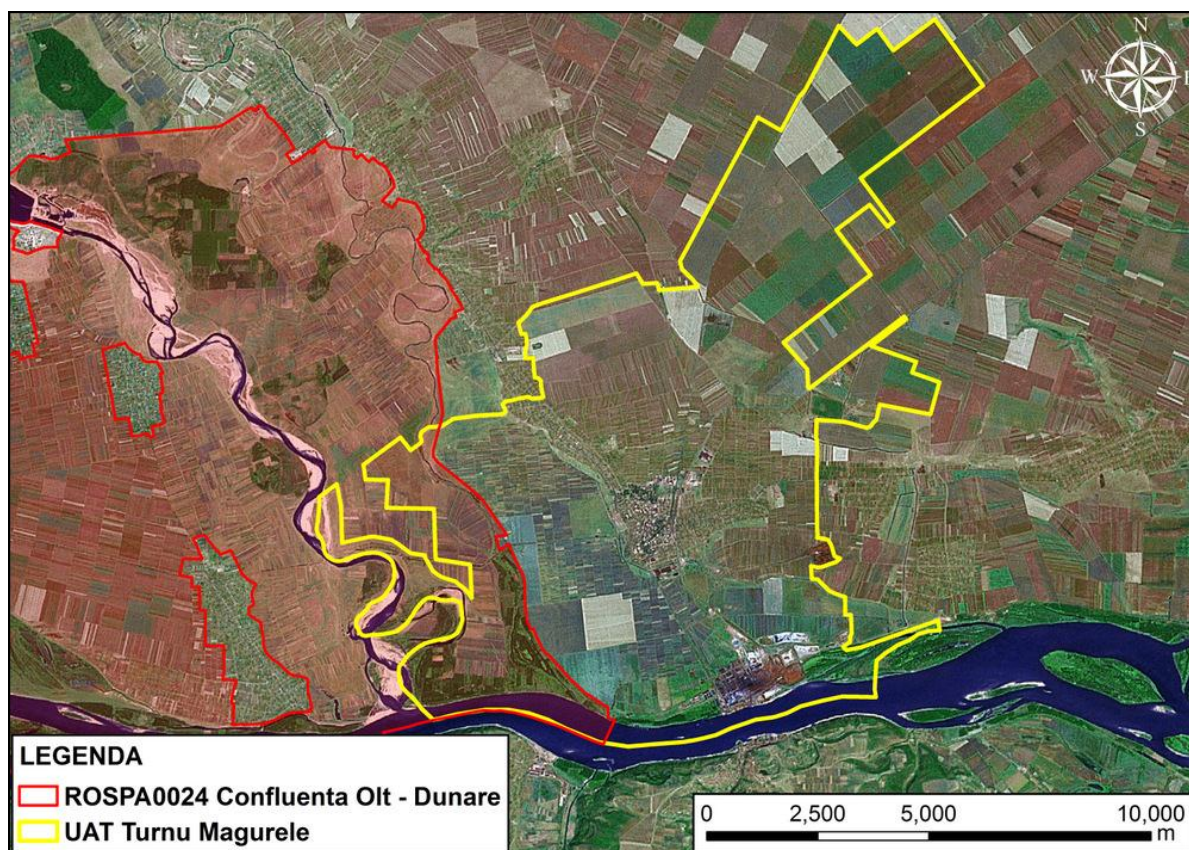 N
W E
S
LEGENDA
ROSPA0024 Confluenta Olt - Dunare
UAT Turnu Magurele
0 2,500 5,000 10,000
m